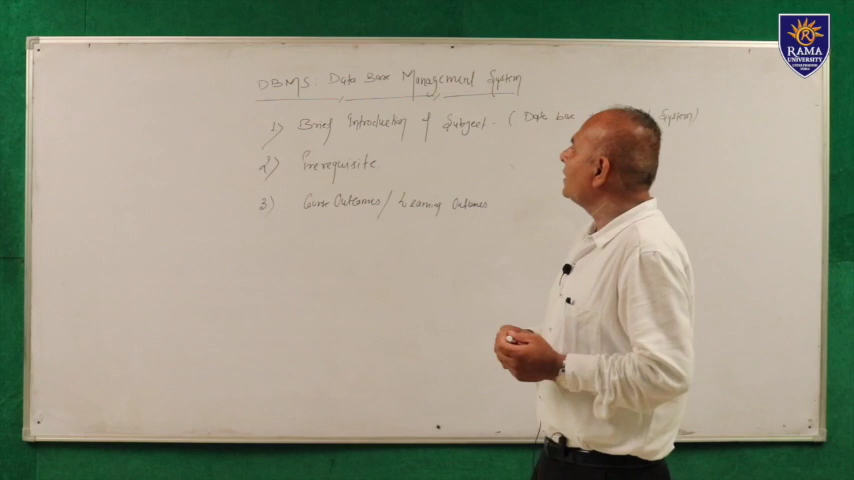 DBMS: Data Base Management System
1) Brief Introduction of Subject - ( Data base System)
2) Prerequisite
3) Course Outcomes / Learning Outcomes
RAMA
UNIVERSITY